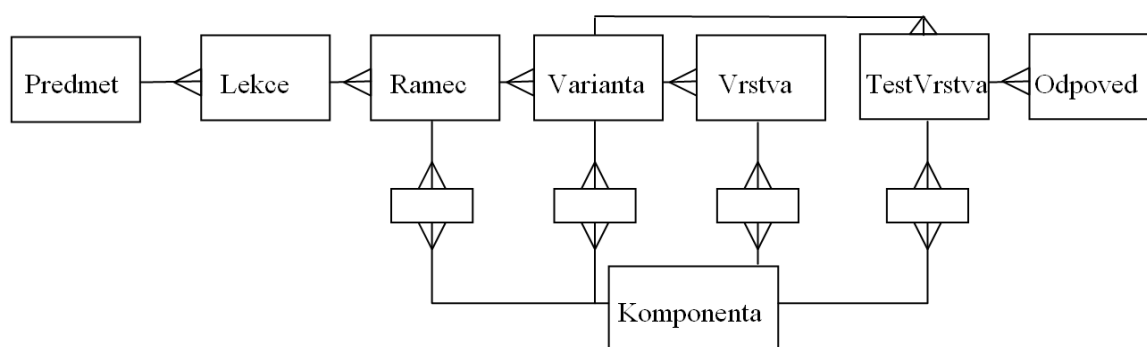 Predmet
Lekce
Ramec
Varianta
Vrstva
TestVrstva
Odpoved
Komponenta